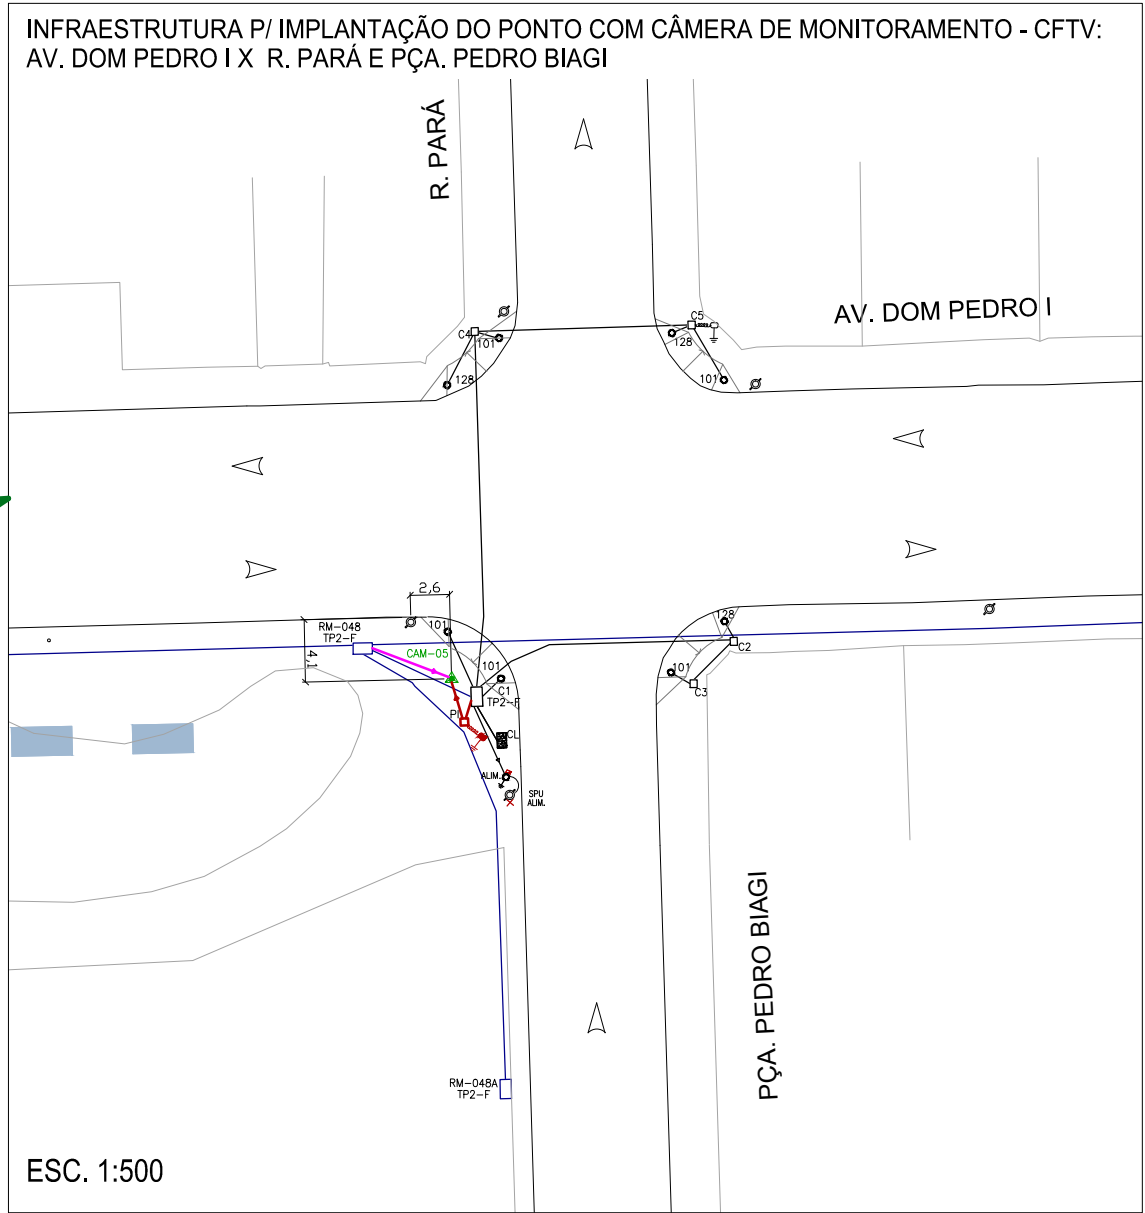 INFRAESTRUTURA P/ IMPLANTAÇÃO DO PONTO COM CÂMERA DE MONITORAMENTO - CFTV:
AV. DOM PEDRO I X R. PARÁ E PÇA. PEDRO BIAGI
R. PARÁ
AV. DOM PEDRO I
C4
101
128
C5
128
101
2,6
4,1
RM-048
TP2-F
CAM-05
101
101
C1
TP2-F
128
C2
101
C3
CL
ALIM.
SPU
ALIM.
PÇA. PEDRO BIAGI
RM-048A
TP2-F
ESC. 1:500